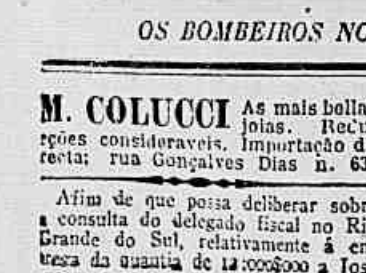 OS BOMBEIROS NO
M. COLUCCI As mais bella
joias. Redu
rções consideraveis. Importação d
recta; rua Gonçalves Dias n. 63
Afim de que possa deliberar sobr
a consulta do delegado fiscal no Ri
Grande do Sul, relativamente á en
trega da quantia de 12:000$000 a Jos